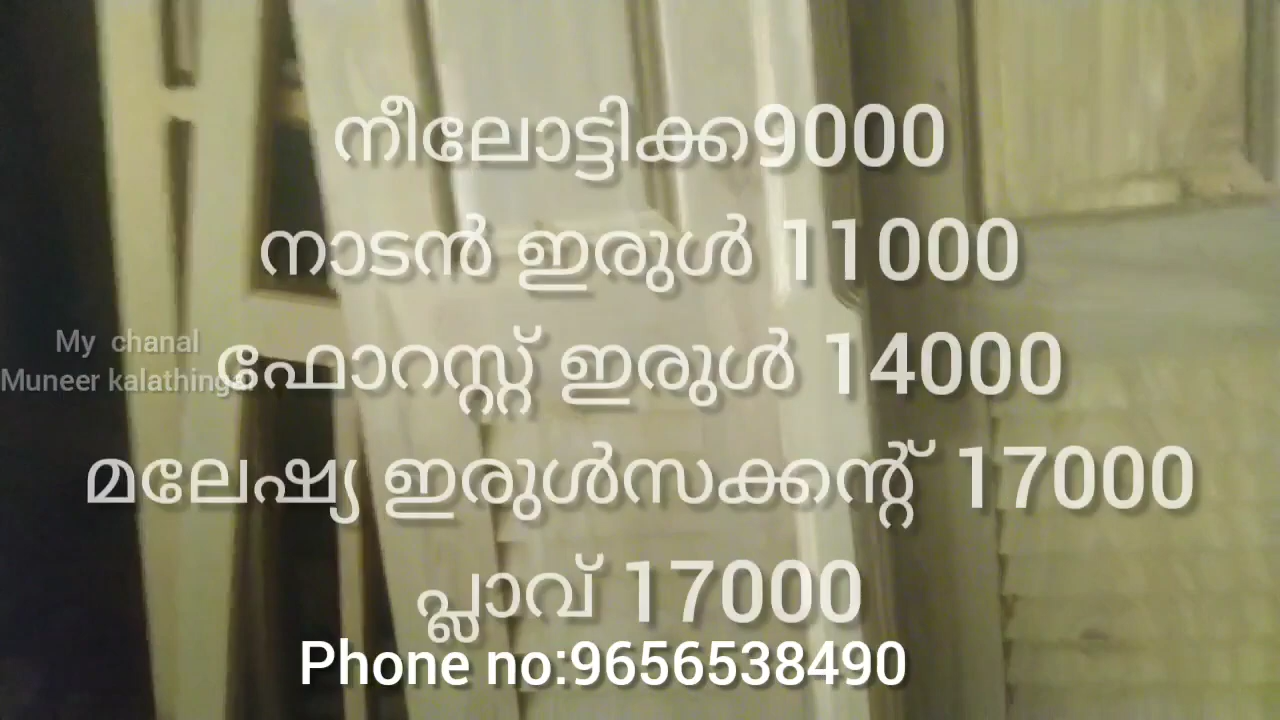 നീലോട്ടിക്ക9000
നാടൻ ഇരുൾ 11000
My chanal
Muneer kalathingal
ഫോറസ്റ്റ് ഇരുൾ 14000
മലേഷ്യ ഇരുൾസക്കന്റ് 17000
പ്ലാവ് 17000
Phone no:9656538490